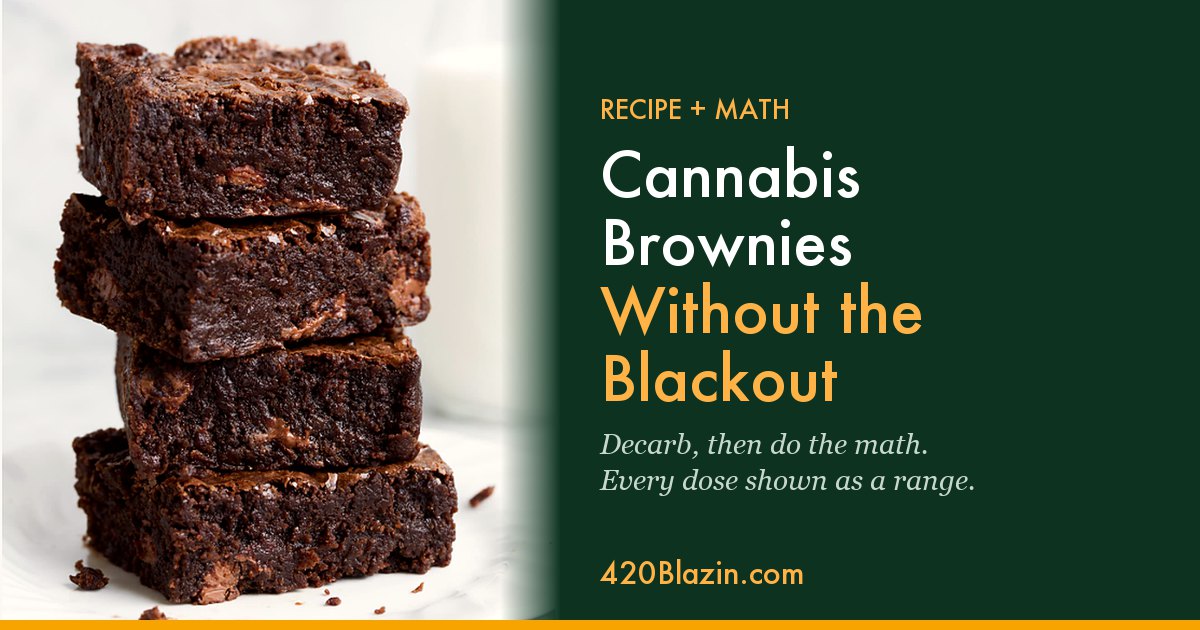 RECIPE + MATH
Cannabis
Brownies
Without the
Blackout
Decarb, then do the math.
Every dose shown as a range.
420Blazin.com